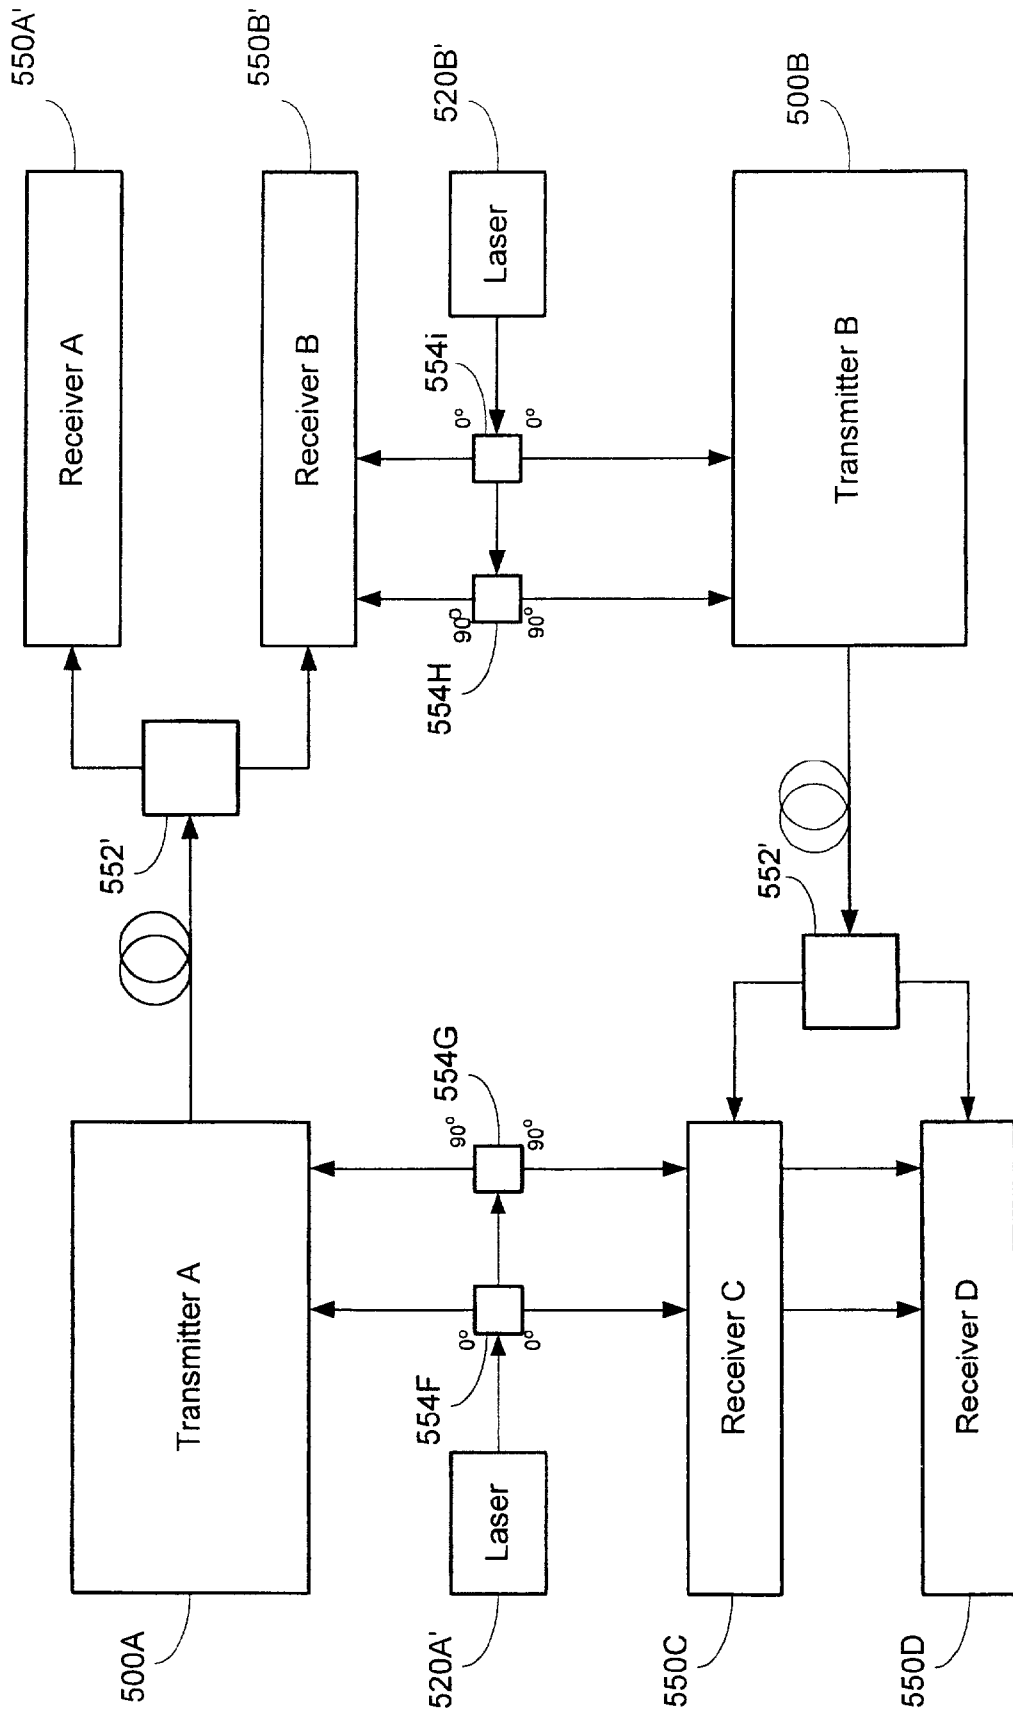 500A
Transmitter A
552'
Receiver A
550A'
Receiver B
550B'
520A'
Laser
554F
0°
0°
554G
90°
90°
554H
90°
90°
554i
0°
0°
Laser
520B'
550C
Receiver C
552'
Transmitter B
500B
550D
Receiver D